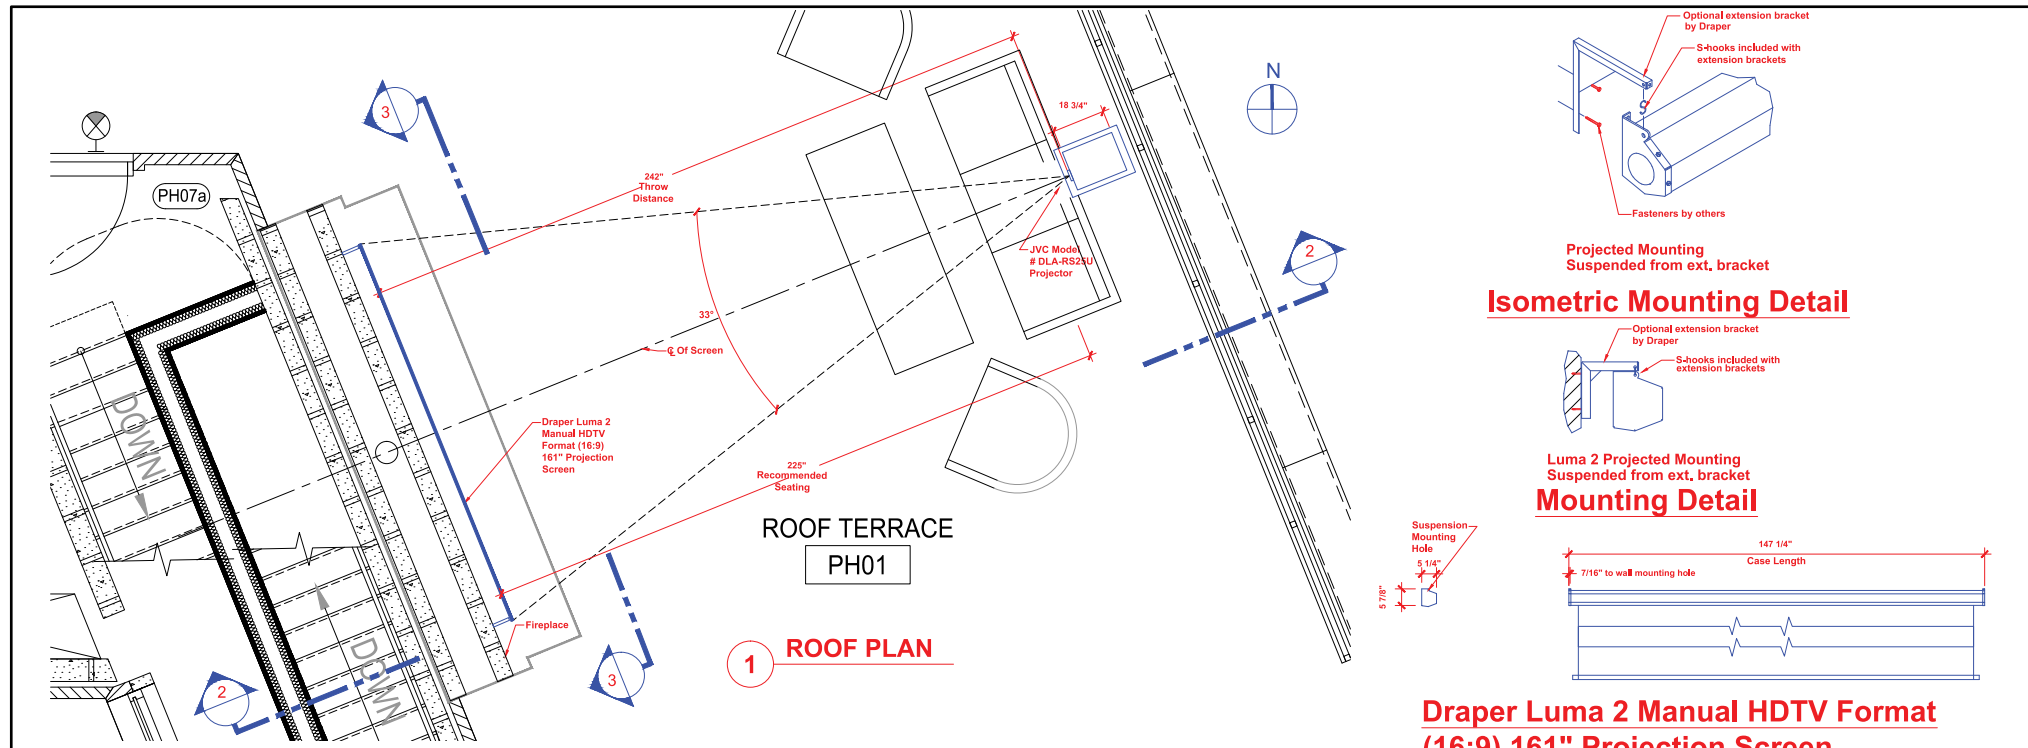 3
N
PH07a
242"
Throw
Distance
18 3/4"
JVC Model
# DLA-RS25U
Projector
2
33°
℄ Of Screen
DOWN
Draper Luma 2
Manual HDTV
Format (16:9)
161" Projection
Screen
225"
Recommended
Seating
ROOF TERRACE
PH01
Fireplace
DOWN
1
ROOF PLAN
2
3
Optional extension bracket
by Draper
S-hooks included with
extension brackets
Fasteners by others
Projected Mounting
Suspended from ext. bracket
Isometric Mounting Detail
Optional extension bracket
by Draper
S-hooks included with
extension brackets
Luma 2 Projected Mounting
Suspended from ext. bracket
Mounting Detail
Suspension
Mounting
Hole
5 1/4"
5 7/8"
147 1/4"
Case Length
7/16" to wall mounting hole
Draper Luma 2 Manual HDTV Format
(16:9) 161" Projection Screen